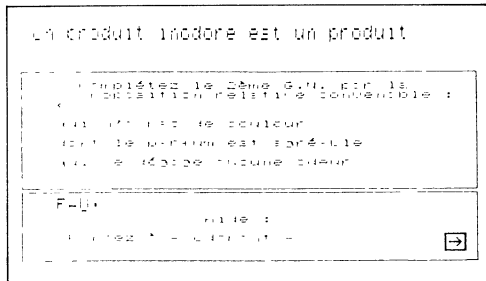 un produit inodore est un produit
Complétez le 2ème G.N. par la
proposition relative convenable :
qui n'a pas de couleur
dont le parfum est agréable
qui ne dégage aucune odeur
Aide :
→